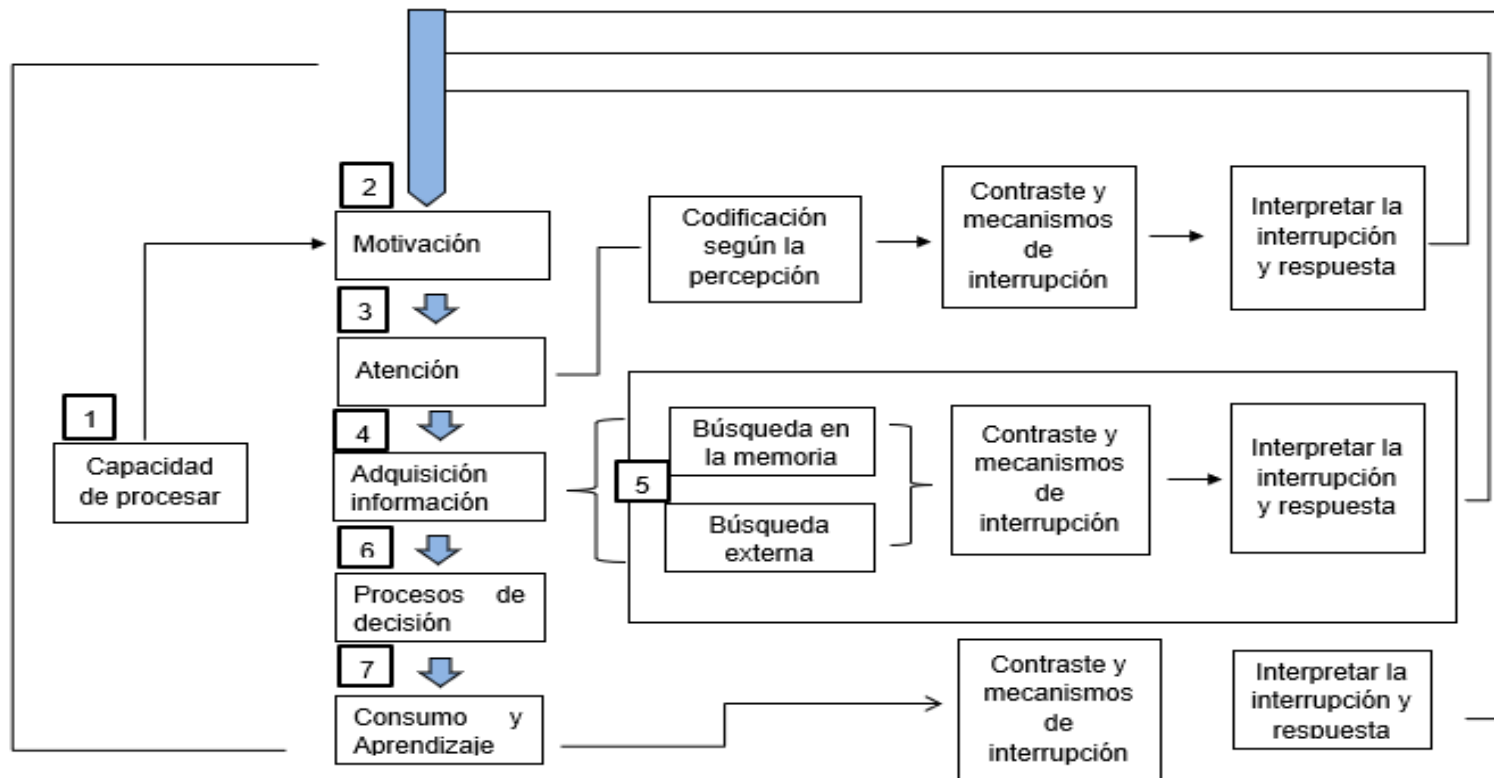 2
Motivación
Codificación
según la
percepción
Contraste y
mecanismos
de
interrupción
Interpretar la
interrupción
y respuesta
3
Atención
1
Capacidad
de procesar
4
Adquisición
información
5
Búsqueda en
la memoria
Búsqueda
externa
Contraste y
mecanismos
de
interrupción
Interpretar la
interrupción
y respuesta
6
Procesos de
decisión
7
Consumo y
Aprendizaje
Contraste y
mecanismos
de
interrupción
Interpretar la
interrupción y
respuesta